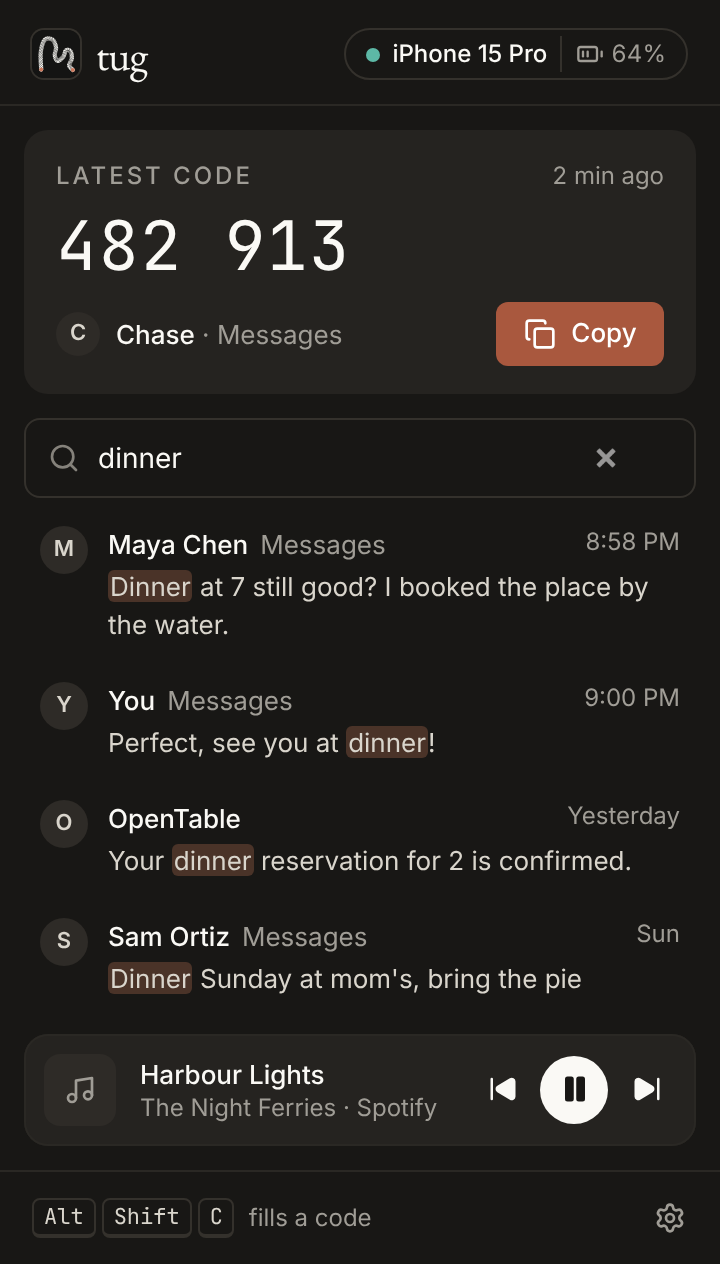 tug
iPhone 15 Pro
64%
LATEST CODE
2 min ago
482 913
C
Chase · Messages
Copy
dinner
M
Maya Chen Messages
8:58 PM
Dinner at 7 still good? I booked the place by
the water.
Y
You Messages
9:00 PM
Perfect, see you at dinner!
O
OpenTable
Yesterday
Your dinner reservation for 2 is confirmed.
S
Sam Ortiz Messages
Sun
Dinner Sunday at mom's, bring the pie
Harbour Lights
The Night Ferries · Spotify
Alt Shift C fills a code